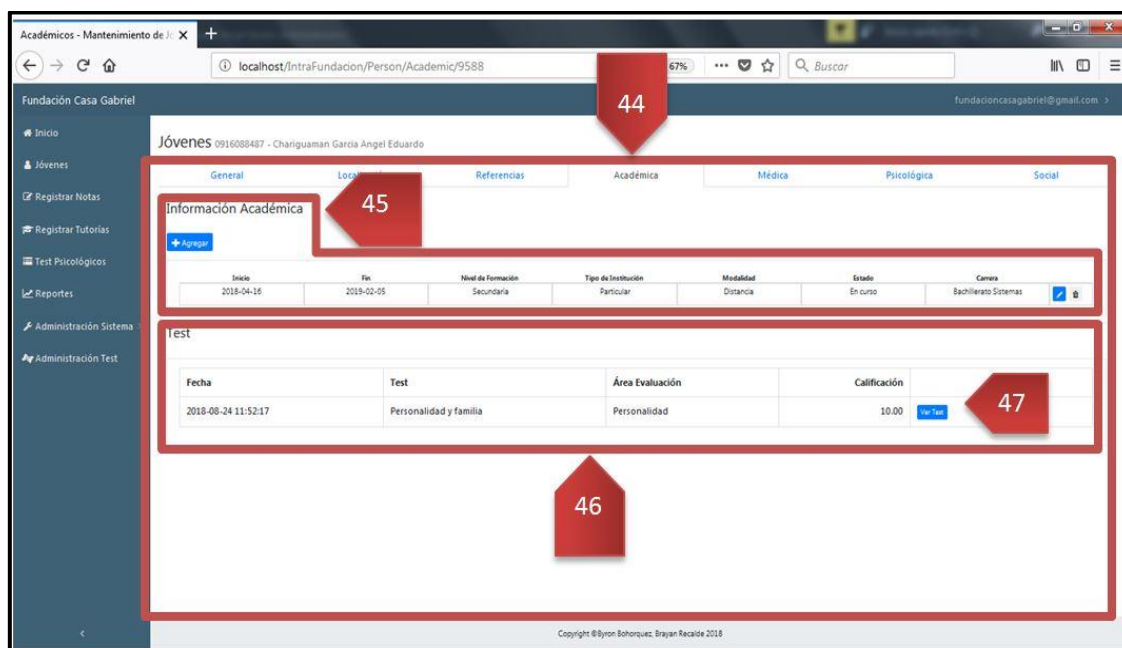 Académicos - Mantenimiento de Jo
localhost/IntraFundacion/Person/Academic/9588
67%
Buscar
44
Fundación Casa Gabriel
fundacioncasagabriel@gmail.com
Inicio
Jóvenes
Registrar Notas
Registrar Tutorías
Test Psicológicos
Reportes
Administración Sistema
Administración Test
Jóvenes 0916088487 - Chariguaman Garcia Angel Eduardo
General Referencias Académica Médica Psicológica Social
Información Académica
45
Agregar
Inicio Fin Nivel de Formación Tipo de Institución Modalidad Estado Carrera
2018-04-16 2019-02-05 Secundaria Particular Distancia En curso Bachillerato Sistemas
Test
Fecha Test Área Evaluación Calificación
2018-08-24 11:52:17 Personalidad y familia Personalidad 10.00 Ver Test
47
46
Copyright ©Byron Bohorquez, Brayan Recalde 2018